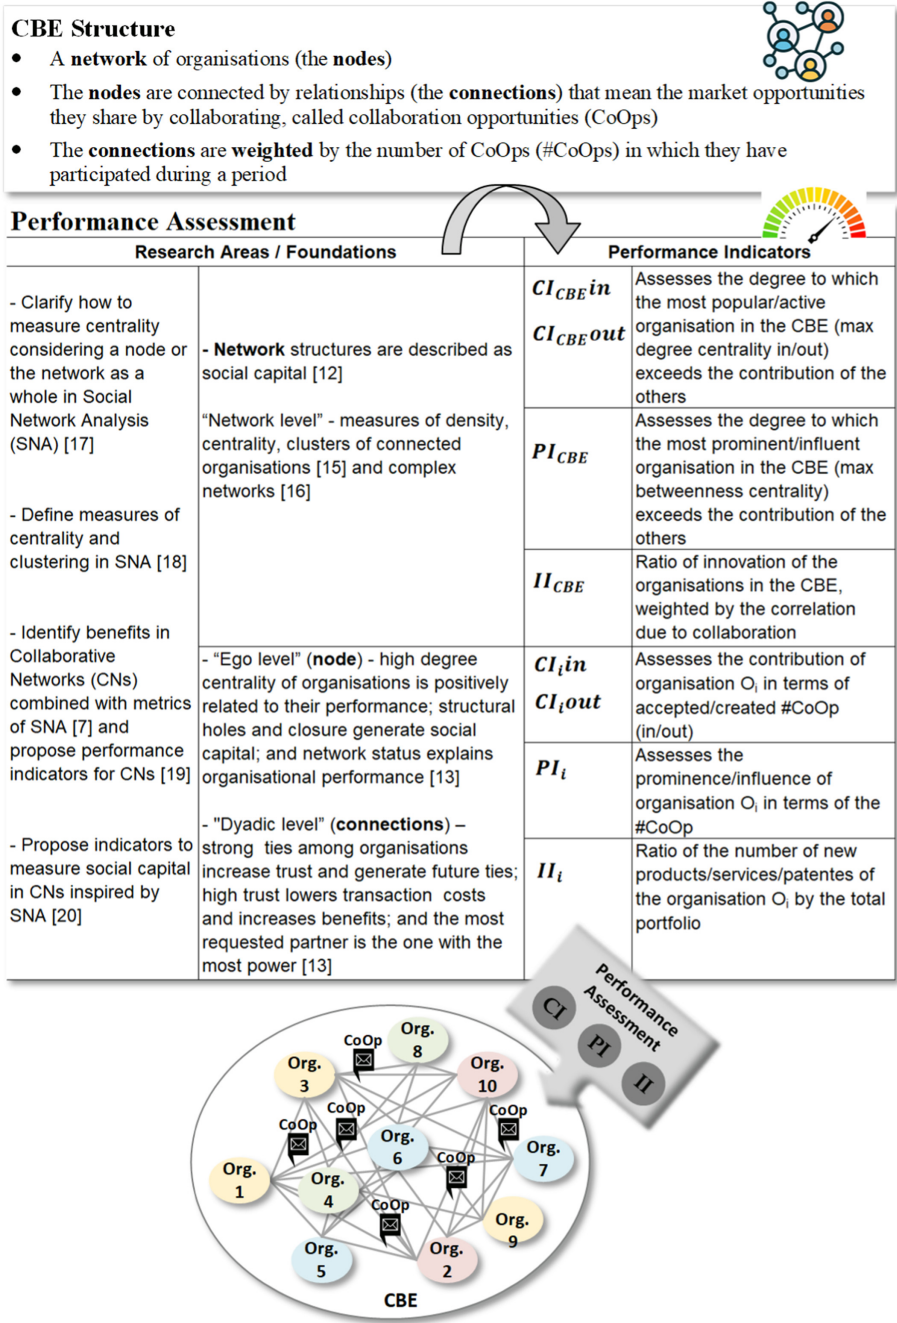 CBE Structure
• A network of organisations (the nodes)
• The nodes are connected by relationships (the connections) that mean the market opportunities
they share by collaborating, called collaboration opportunities (CoOps)
• The connections are weighted by the number of CoOps (#CoOps) in which they have
participated during a period
Performance Assessment
Research Areas / Foundations
Performance Indicators
- Clarify how to
measure centrality
considering a node or
the network as a
whole in Social
Network Analysis
(SNA) [17]
- Define measures of
centrality and
clustering in SNA [18]
- Identify benefits in
Collaborative
Networks (CNs)
combined with metrics
of SNA [7] and
propose performance
indicators for CNs [19]
- Propose indicators to
measure social capital
in CNs inspired by
SNA [20]
- Network structures are described as
social capital [12]
“Network level” - measures of density,
centrality, clusters of connected
organisations [15] and complex
networks [16]
- “Ego level” (node) - high degree
centrality of organisations is positively
related to their performance; structural
holes and closure generate social
capital; and network status explains
organisational performance [13]
- "Dyadic level” (connections) –
strong ties among organisations
increase trust and generate future ties;
high trust lowers transaction costs
and increases benefits; and the most
requested partner is the one with the
most power [13]
CI_CBE in
CI_CBE out
Assesses the degree to which
the most popular/active
organisation in the CBE (max
degree centrality in/out)
exceeds the contribution of the
others
PI_CBE
Assesses the degree to which
the most prominent/influent
organisation in the CBE (max
betweenness centrality)
exceeds the contribution of the
others
II_CBE
Ratio of innovation of the
organisations in the CBE,
weighted by the correlation
due to collaboration
CI_i in
CI_i out
Assesses the contribution of
organisation O_i in terms of
accepted/created #CoOp
(in/out)
PI_i
Assesses the
prominence/influence of
organisation O_i in terms of the
#CoOp
II_i
Ratio of the number of new
products/services/patentes of
the organisation O_i by the total
portfolio
Performance
Assessment
CI
PI
II
Org.
8
CoOp
Org.
3
Org.
10
CoOp
CoOp
CoOp
Org.
6
Org.
7
CoOp
Org.
1
Org.
4
CoOp
Org.
9
Org.
5
Org.
2
CBE